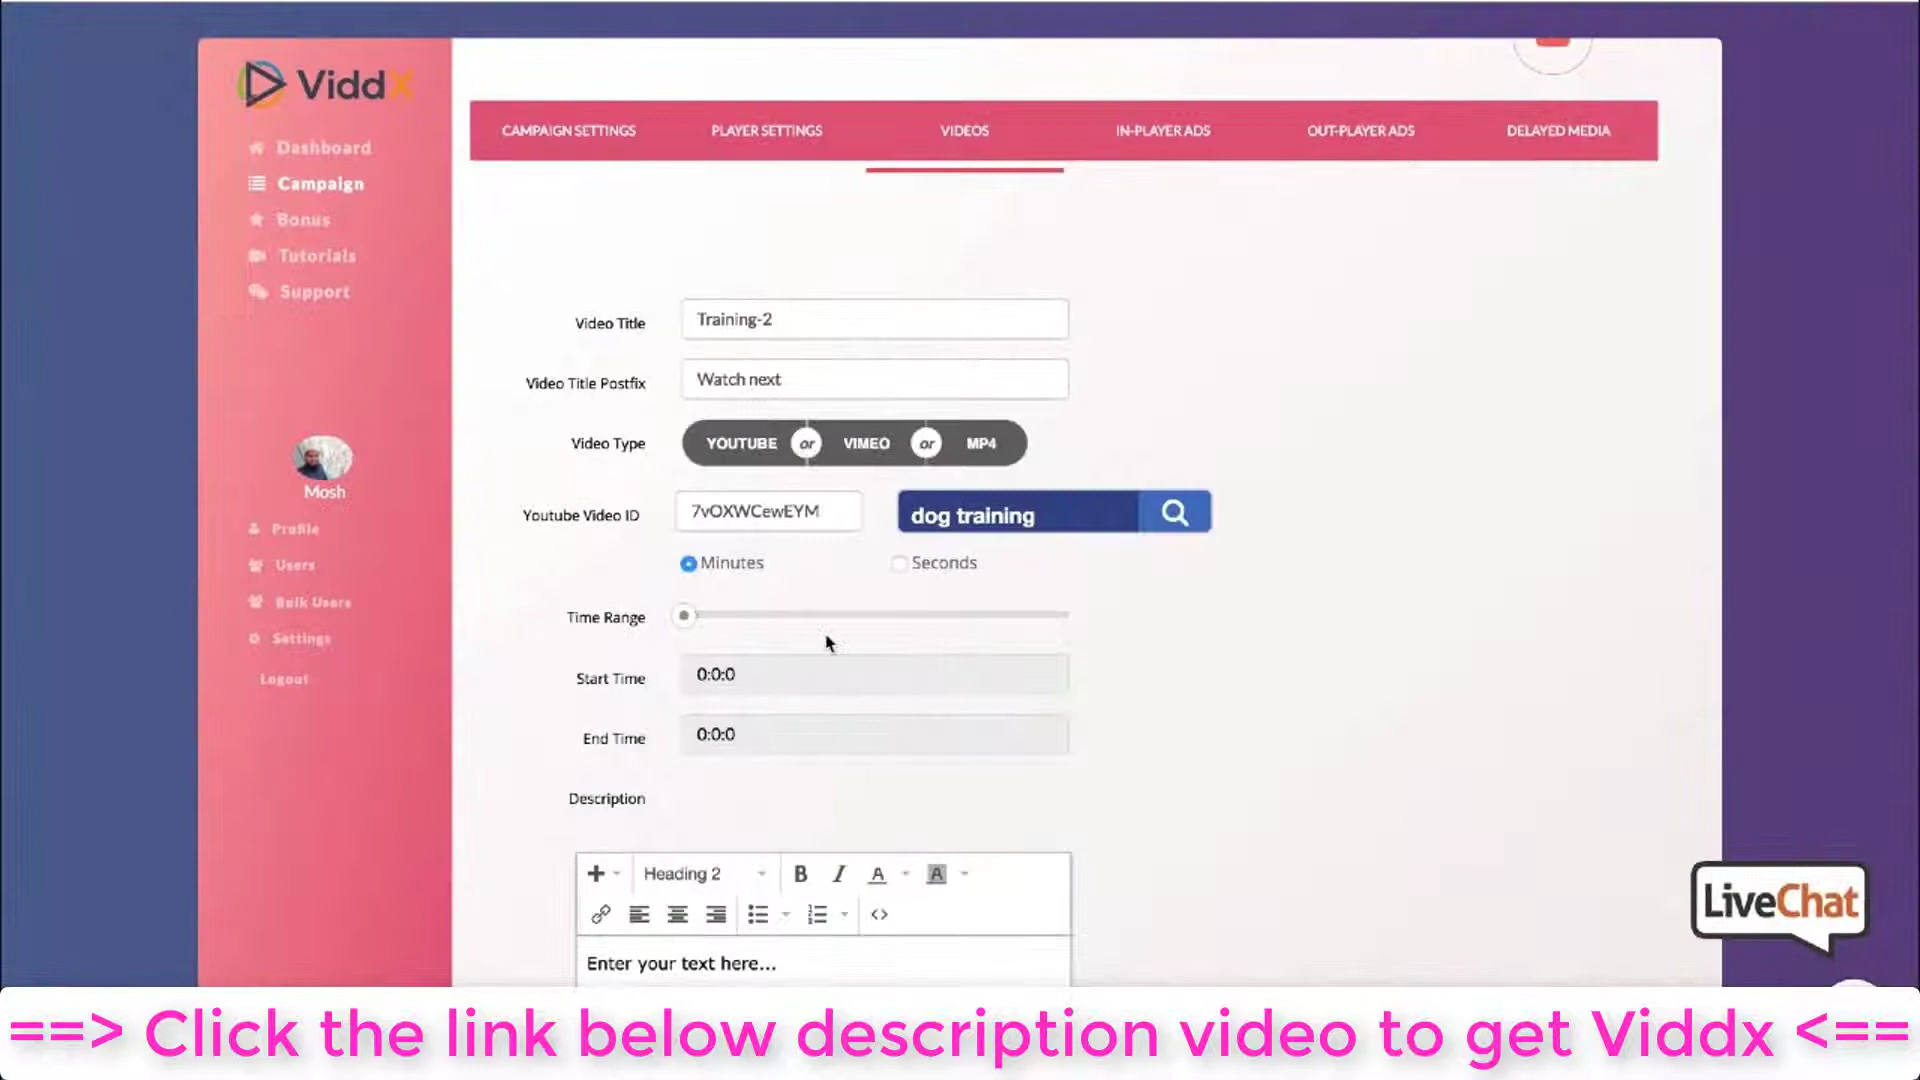 ViddX
Dashboard
Campaign
Bonus
Tutorials
Support
Mosh
Profile
Users
Bulk Users
Settings
Logout
CAMPAIGN SETTINGS
PLAYER SETTINGS
VIDEOS
IN-PLAYER ADS
OUT-PLAYER ADS
DELAYED MEDIA
Video Title
Training-2
Video Title Postfix
Watch next
Video Type
YOUTUBE or VIMEO or MP4
Youtube Video ID
7vOXWCewEYM
dog training
Minutes
Seconds
Time Range
Start Time
0:0:0
End Time
0:0:0
Description
Heading 2
B I A A
Enter your text here...
LiveChat
==> Click the link below description video to get Viddx <==